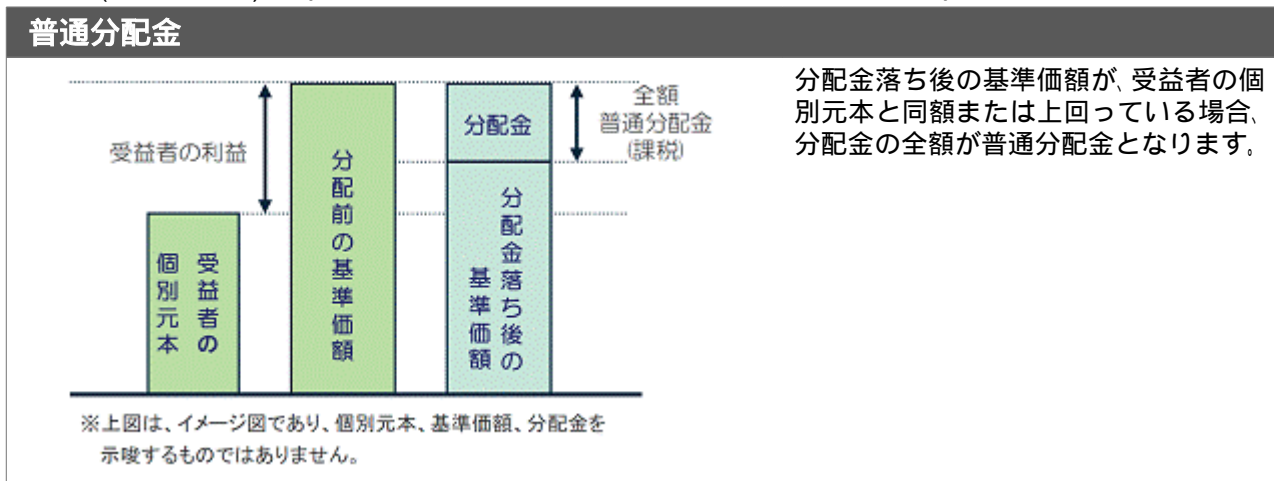 普通分配金
分配金落ち後の基準価額が、受益者の個
別元本と同額または上回っている場合、
分配金の全額が普通分配金となります。
受益者の利益
受益者の
個別元本
分配前の基準価額
分配金
分配金落ち後の
基準価額
全額
普通分配金
(課税)
※上図は、イメージ図であり、個別元本、基準価額、分配金を
示唆するものではありません。